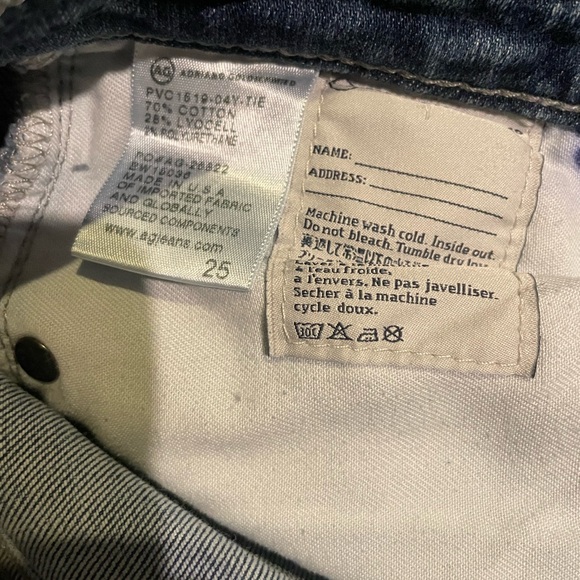 AG ADRIANO GOLDSCHMIED
PVC1519-04Y-TIE
70% COTTON
28% LYOCELL
2% POLYURETHANE
MADE IN U.S.A
OF IMPORTED FABRIC
AND GLOBALLY
SOURCED COMPONENTS
www.agjeans.com
25
NAME:
ADDRESS:
Machine wash cold. Inside out.
Do not bleach. Tumble dry low
à l'eau froide,
a l'envers. Ne pas javelliser.
Secher à la machine
cycle doux.